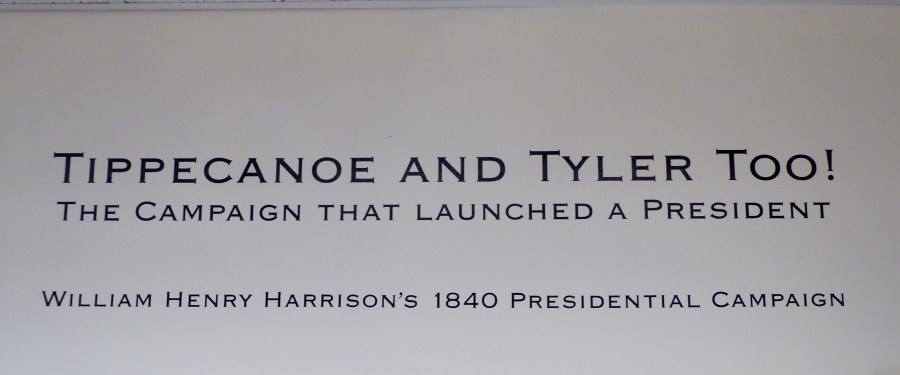 Tippecanoe and Tyler Too!
The Campaign that launched a President
William Henry Harrison's 1840 Presidential Campaign